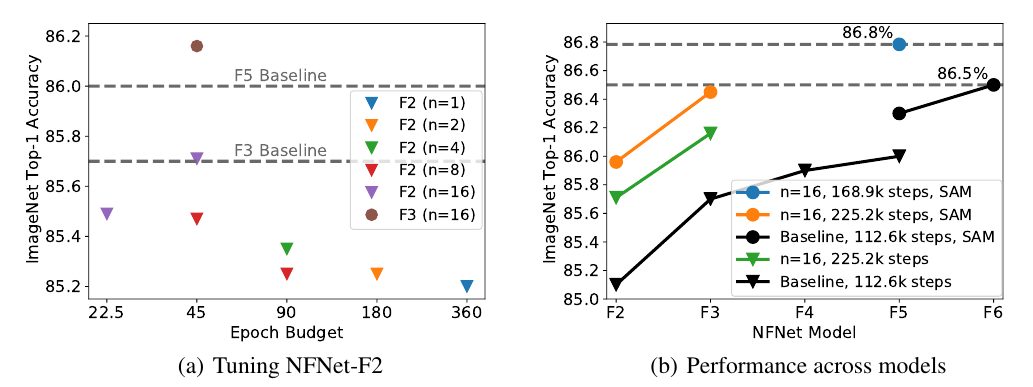 ImageNet Top-1 Accuracy
86.2
86.0
85.8
85.6
85.4
85.2
F5 Baseline
F3 Baseline
F2 (n=1)
F2 (n=2)
F2 (n=4)
F2 (n=8)
F2 (n=16)
F3 (n=16)
22.5 45 90 180 360
Epoch Budget
(a) Tuning NFNet-F2
ImageNet Top-1 Accuracy
86.8
86.6
86.4
86.2
86.0
85.8
85.6
85.4
85.2
85.0
86.8%
86.5%
n=16, 168.9k steps, SAM
n=16, 225.2k steps, SAM
Baseline, 112.6k steps, SAM
n=16, 225.2k steps
Baseline, 112.6k steps
F2 F3 F4 F5 F6
NFNet Model
(b) Performance across models